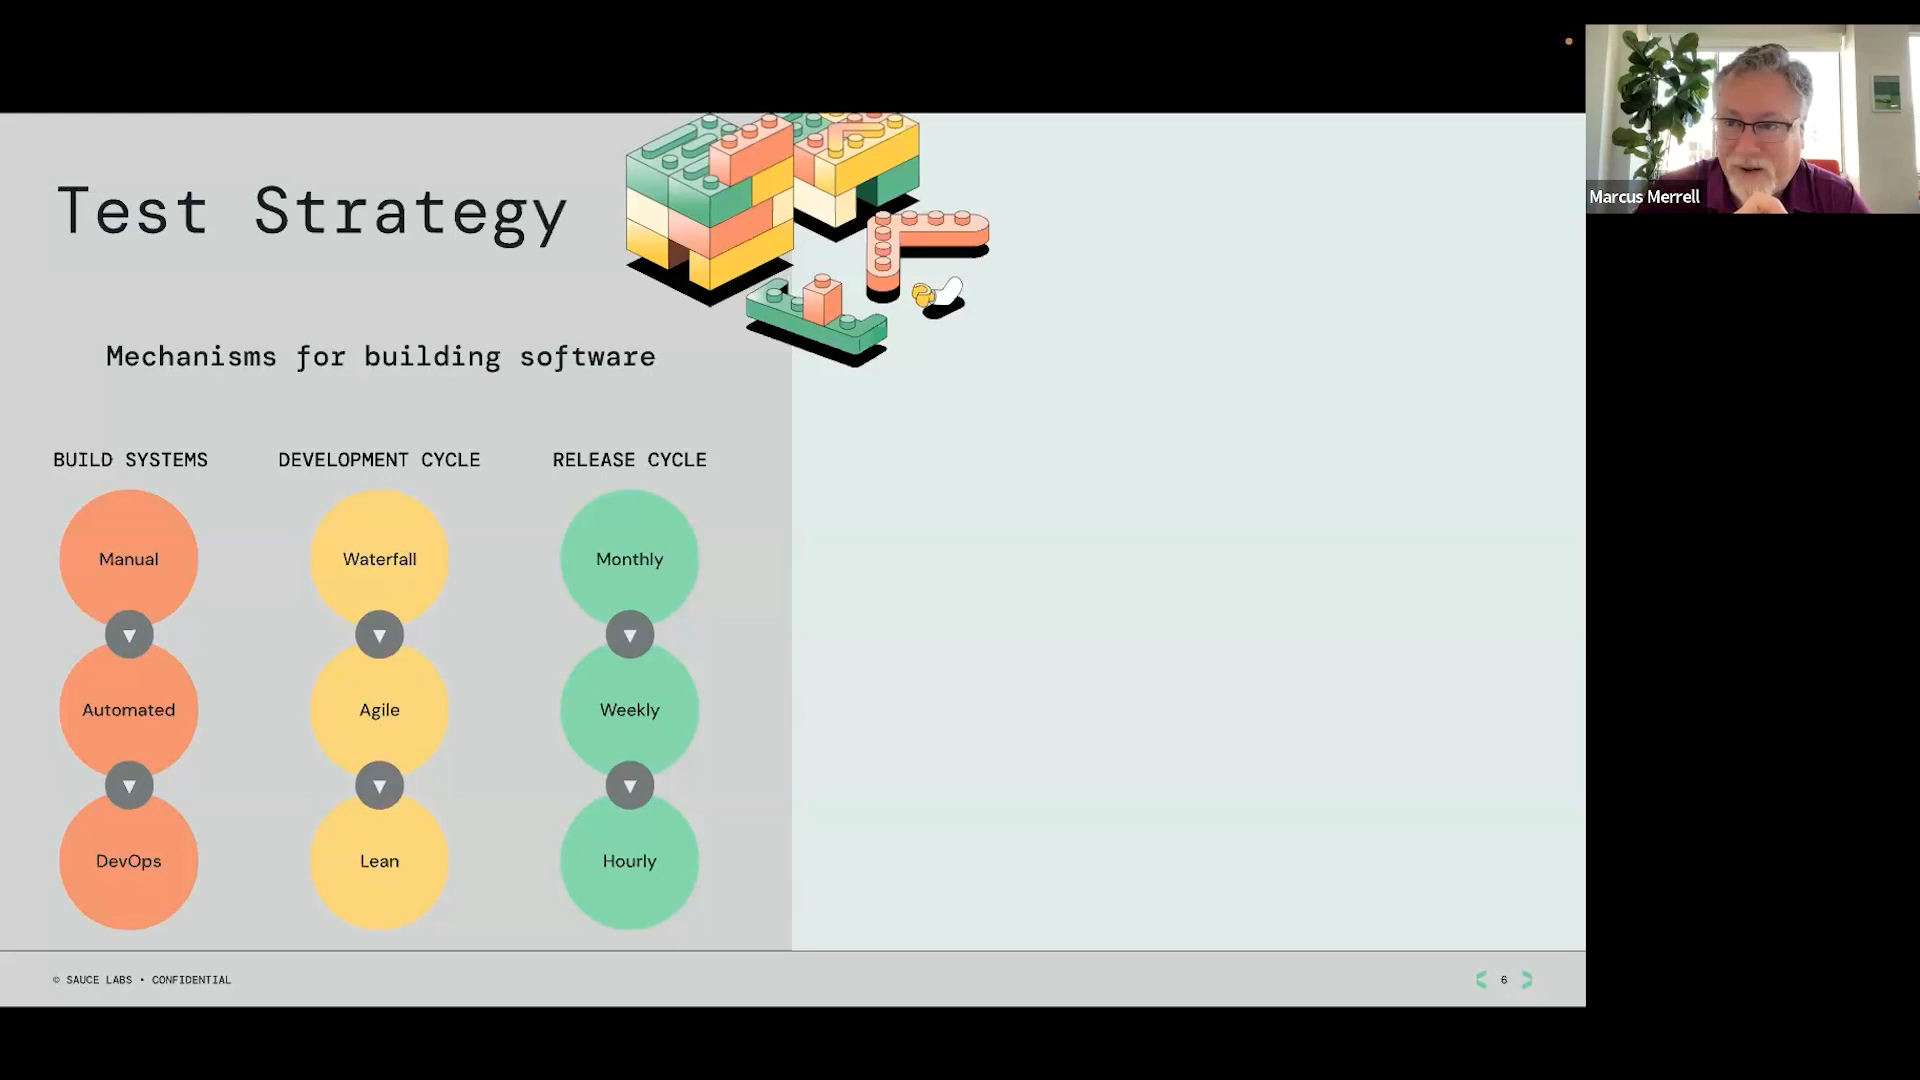 Test Strategy
Mechanisms for building software
BUILD SYSTEMS
Manual
Automated
DevOps
DEVELOPMENT CYCLE
Waterfall
Agile
Lean
RELEASE CYCLE
Monthly
Weekly
Hourly
© SAUCE LABS • CONFIDENTIAL
6
Marcus Merrell